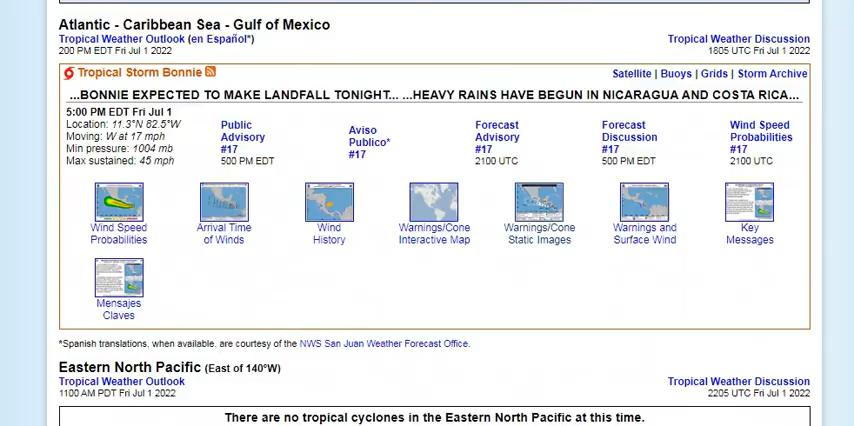 Atlantic - Caribbean Sea - Gulf of Mexico
Tropical Weather Outlook (en Español*)
Tropical Weather Discussion
200 PM EDT Fri Jul 1 2022
1805 UTC Fri Jul 1 2022
Tropical Storm Bonnie
Satellite | Buoys | Grids | Storm Archive
...BONNIE EXPECTED TO MAKE LANDFALL TONIGHT... ...HEAVY RAINS HAVE BEGUN IN NICARAGUA AND COSTA RICA...
5:00 PM EDT Fri Jul 1
Location: 11.3°N 82.5°W
Moving: W at 17 mph
Min pressure: 1004 mb
Max sustained: 45 mph
Public
Advisory
#17
500 PM EDT
Aviso
Publico*
#17
Forecast
Advisory
#17
2100 UTC
Forecast
Discussion
#17
500 PM EDT
Wind Speed
Probabilities
#17
2100 UTC
Wind Speed
Probabilities
Arrival Time
of Winds
Wind
History
Warnings/Cone
Interactive Map
Warnings/Cone
Static Images
Warnings and
Surface Wind
Key
Messages
Mensajes
Claves
*Spanish translations, when available, are courtesy of the NWS San Juan Weather Forecast Office.
Eastern North Pacific (East of 140°W)
Tropical Weather Outlook
Tropical Weather Discussion
1100 AM PDT Fri Jul 1 2022
2205 UTC Fri Jul 1 2022
There are no tropical cyclones in the Eastern North Pacific at this time.